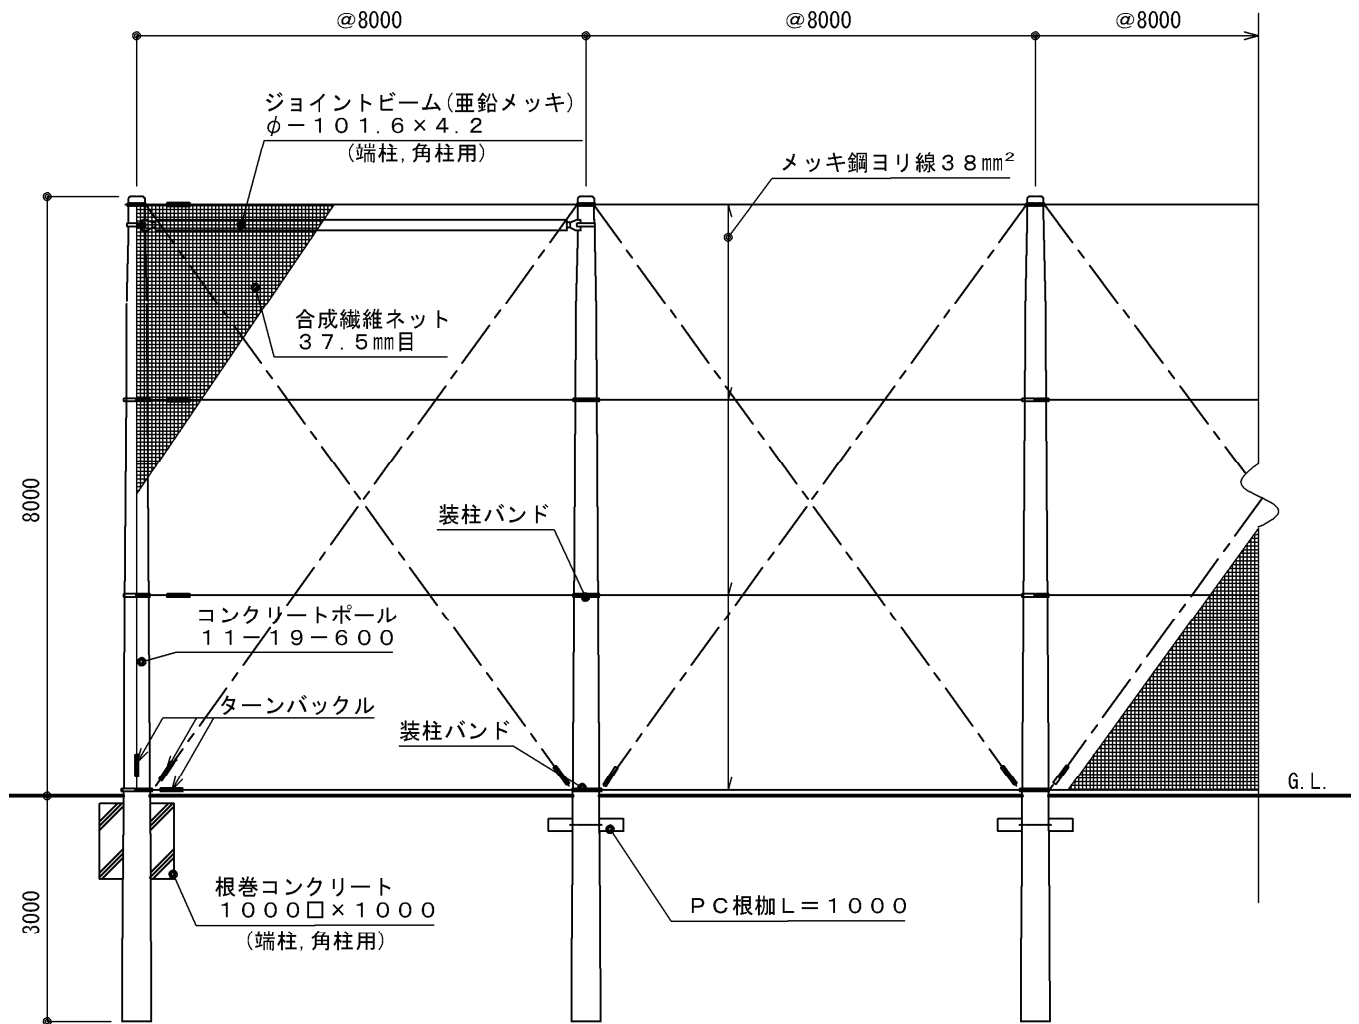 @8000
@8000
@8000
ジョイントビーム(亜鉛メッキ)
φ－１０１.６×４.２
(端柱,角柱用)
メッキ鋼ヨリ線３８mm²
合成繊維ネット
３７.５mm目
8000
装柱バンド
コンクリートポール
１１－１９－６００
ターンバックル
装柱バンド
G.L.
3000
根巻コンクリート
１０００□×１０００
(端柱,角柱用)
ＰＣ根枷Ｌ＝１０００